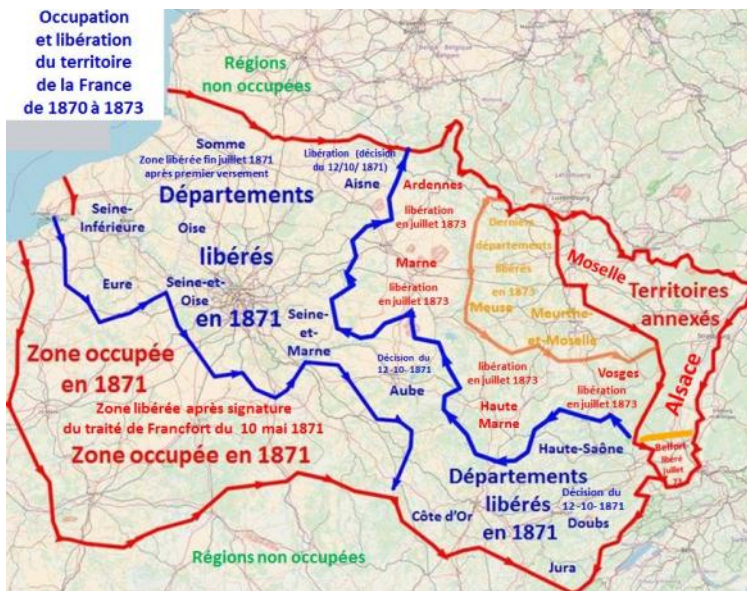 Occupation
et libération
du territoire
de la France
de 1870 à 1873
Régions
non occupées
Somme
Zone libérée fin juillet 1871
après premier versement
Libération (décision
du 12/10/ 1871)
Aisne
Départements
libérés
en 1871
Seine-
Inférieure
Oise
Eure
Seine-et-
Oise
Seine-
et-
Marne
Ardennes
libération
en juillet 1873
Marne
libération
en juillet 1873
Derniers
départements
libérés
en 1873
Meuse
Meurthe-
et-Moselle
Moselle
Territoires
annexés
Alsace
Zone occupée
en 1871
Zone libérée après signature
du traité de Francfort du 10 mai 1871
Zone occupée en 1871
Décision du
12-10-1871
Aube
libération
en juillet 1873
Haute
Marne
Vosges
libération
en juillet 1873
Belfort
libéré
juillet
73
Haute-Saône
Départements
libérés
en 1871
Décision du
12-10-1871
Doubs
Côte d'Or
Jura
Régions non occupées